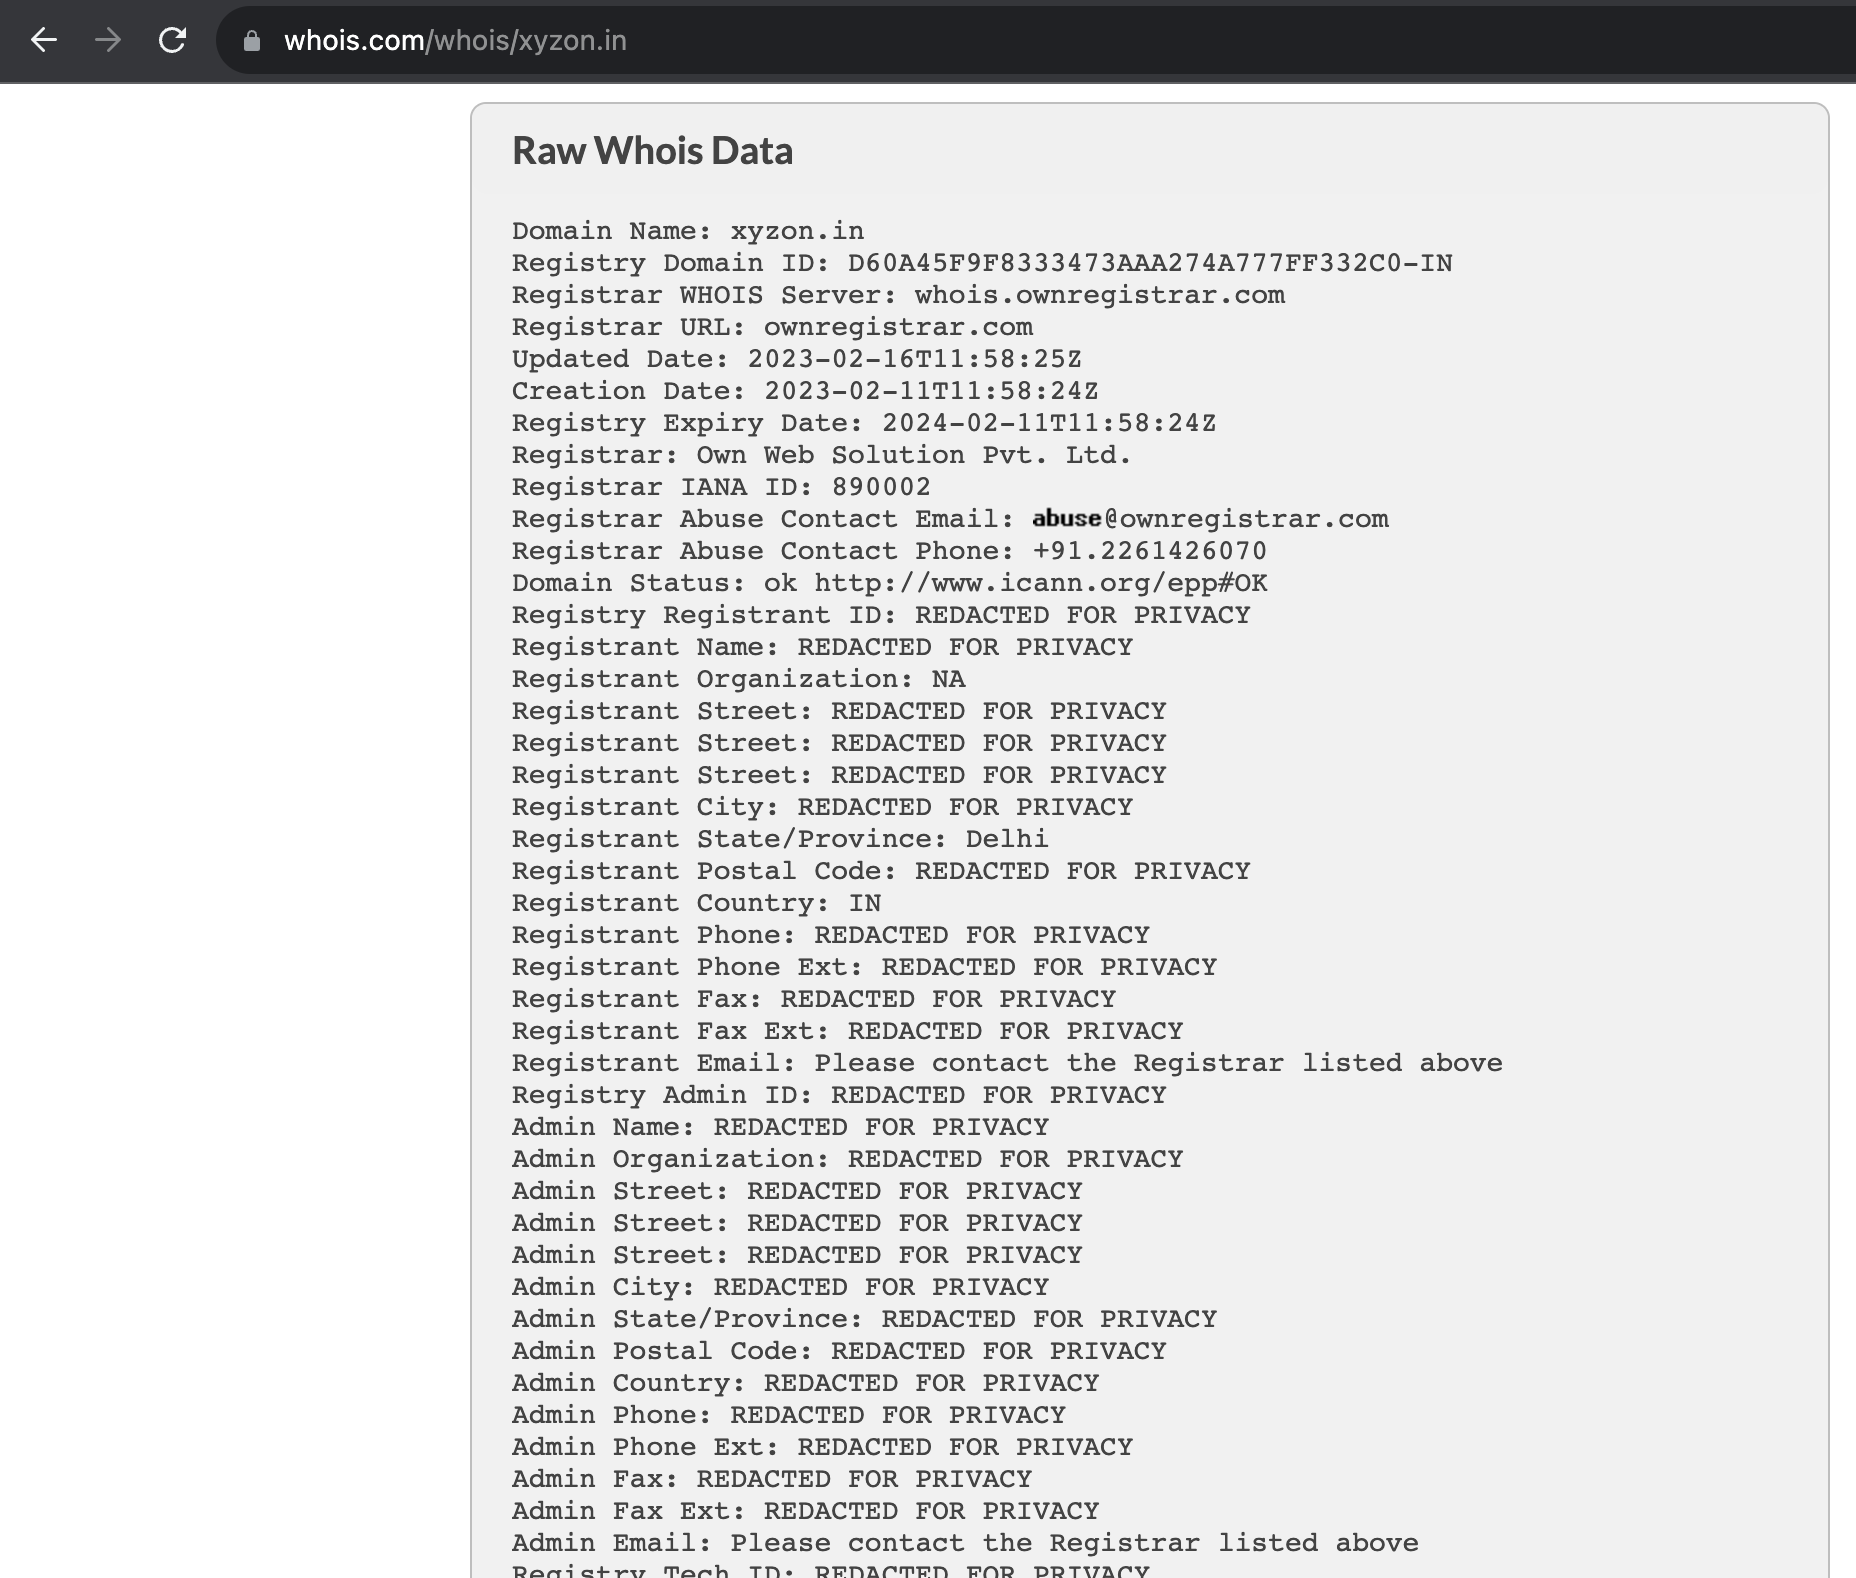 whois.com/whois/xyzon.in
Raw Whois Data
Domain Name: xyzon.in
Registry Domain ID: D60A45F9F8333473AAA274A777FF332C0-IN
Registrar WHOIS Server: whois.ownregistrar.com
Registrar URL: ownregistrar.com
Updated Date: 2023-02-16T11:58:25Z
Creation Date: 2023-02-11T11:58:24Z
Registry Expiry Date: 2024-02-11T11:58:24Z
Registrar: Own Web Solution Pvt. Ltd.
Registrar IANA ID: 890002
Registrar Abuse Contact Email: abuse@ownregistrar.com
Registrar Abuse Contact Phone: +91.2261426070
Domain Status: ok http://www.icann.org/epp#OK
Registry Registrant ID: REDACTED FOR PRIVACY
Registrant Name: REDACTED FOR PRIVACY
Registrant Organization: NA
Registrant Street: REDACTED FOR PRIVACY
Registrant Street: REDACTED FOR PRIVACY
Registrant Street: REDACTED FOR PRIVACY
Registrant City: REDACTED FOR PRIVACY
Registrant State/Province: Delhi
Registrant Postal Code: REDACTED FOR PRIVACY
Registrant Country: IN
Registrant Phone: REDACTED FOR PRIVACY
Registrant Phone Ext: REDACTED FOR PRIVACY
Registrant Fax: REDACTED FOR PRIVACY
Registrant Fax Ext: REDACTED FOR PRIVACY
Registrant Email: Please contact the Registrar listed above
Registry Admin ID: REDACTED FOR PRIVACY
Admin Name: REDACTED FOR PRIVACY
Admin Organization: REDACTED FOR PRIVACY
Admin Street: REDACTED FOR PRIVACY
Admin Street: REDACTED FOR PRIVACY
Admin Street: REDACTED FOR PRIVACY
Admin City: REDACTED FOR PRIVACY
Admin State/Province: REDACTED FOR PRIVACY
Admin Postal Code: REDACTED FOR PRIVACY
Admin Country: REDACTED FOR PRIVACY
Admin Phone: REDACTED FOR PRIVACY
Admin Phone Ext: REDACTED FOR PRIVACY
Admin Fax: REDACTED FOR PRIVACY
Admin Fax Ext: REDACTED FOR PRIVACY
Admin Email: Please contact the Registrar listed above
Registry Tech ID: REDACTED FOR PRIVACY